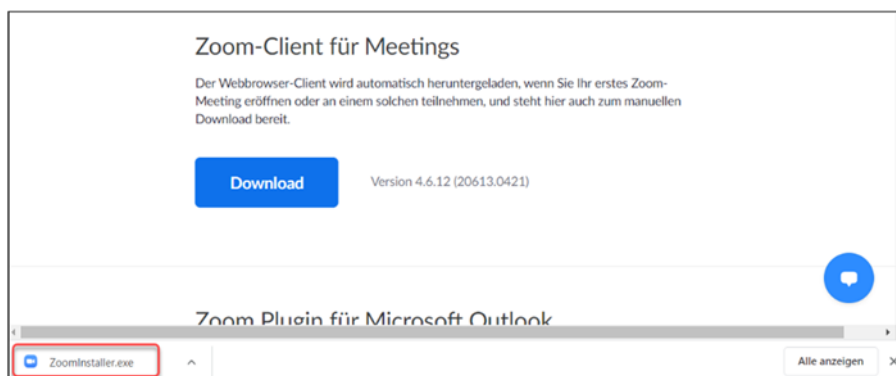 Zoom-Client für Meetings
Der Webbrowser-Client wird automatisch heruntergeladen, wenn Sie Ihr erstes Zoom-
Meeting eröffnen oder an einem solchen teilnehmen, und steht hier auch zum manuellen
Download bereit.
Download
Version 4.6.12 (20613.0421)
Zoom Plugin für Microsoft Outlook
ZoomInstaller.exe
Alle anzeigen